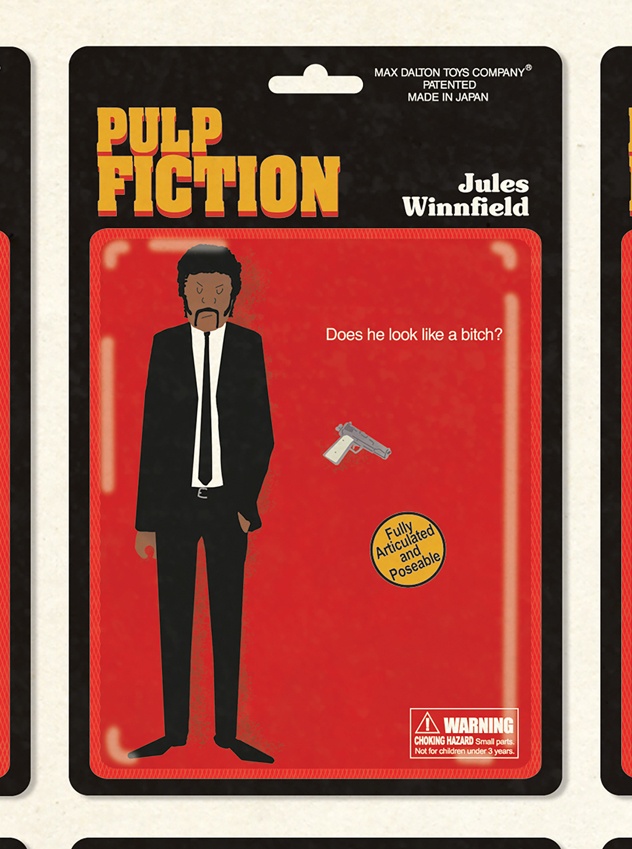 MAX DALTON TOYS COMPANY®
PATENTED
MADE IN JAPAN
PULP
FICTION
Jules
Winnfield
Does he look like a bitch?
Fully
Articulated
and
Poseable
WARNING
CHOKING HAZARD Small parts.
Not for children under 3 years.